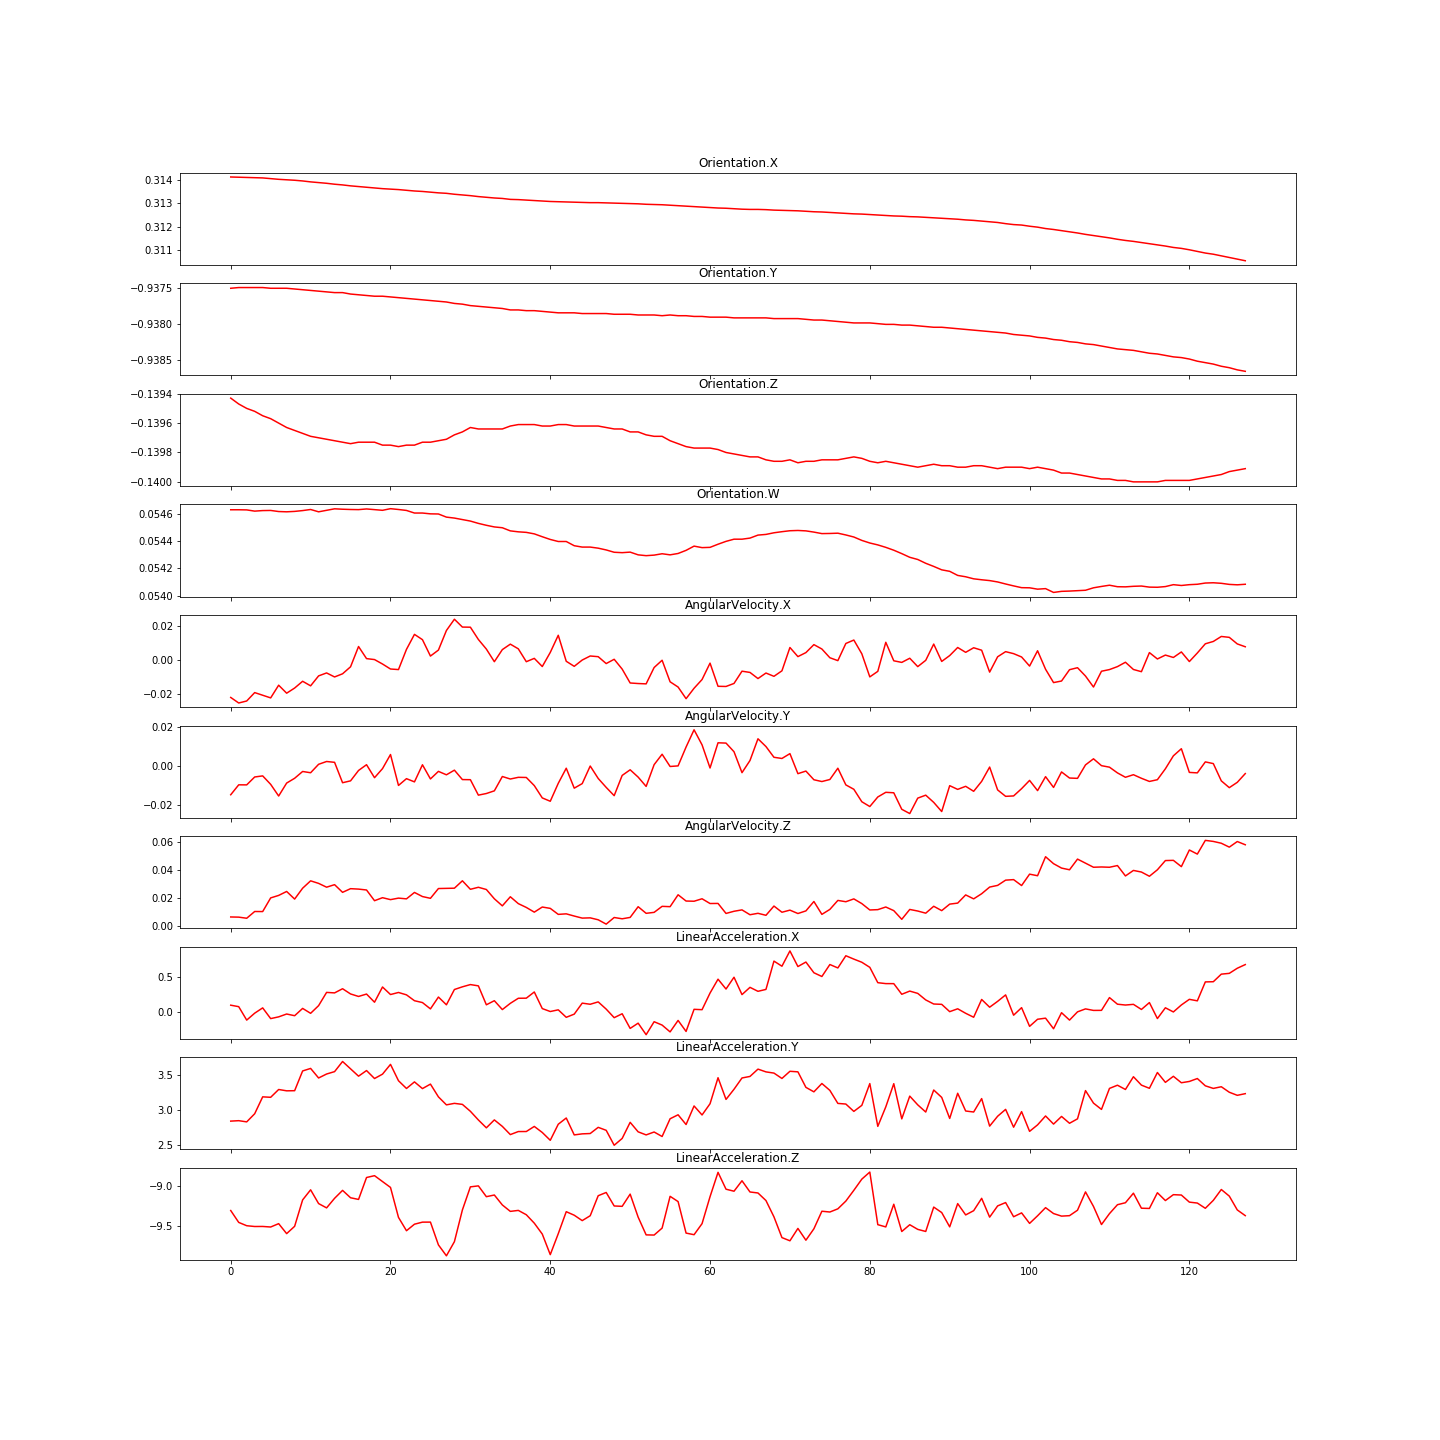 Orientation.X
0.314
0.313
0.312
0.311
Orientation.Y
−0.9375
−0.9380
−0.9385
Orientation.Z
−0.1394
−0.1396
−0.1398
−0.1400
Orientation.W
0.0546
0.0544
0.0542
0.0540
AngularVelocity.X
0.02
0.00
−0.02
AngularVelocity.Y
0.02
0.00
−0.02
AngularVelocity.Z
0.06
0.04
0.02
0.00
LinearAcceleration.X
0.5
0.0
LinearAcceleration.Y
3.5
3.0
2.5
LinearAcceleration.Z
−9.0
−9.5
0 20 40 60 80 100 120